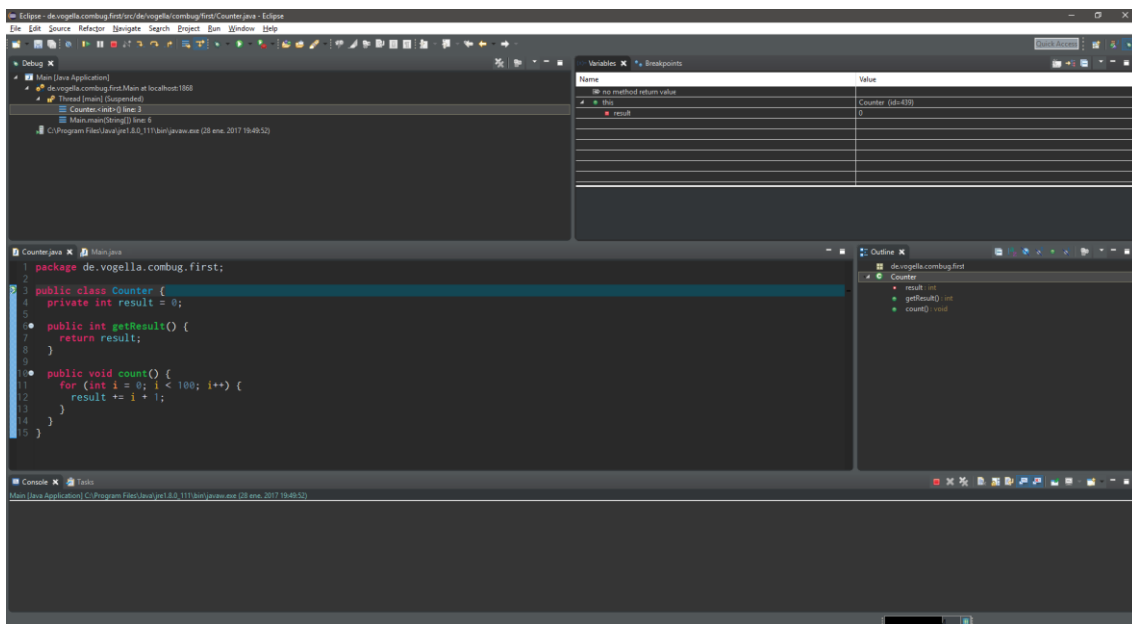 Eclipse - de.vogella.combug.first/src/de/vogella/combug/first/Counter.java - Eclipse
File Edit Source Refactor Navigate Search Project Run Window Help
Quick Access
Debug
Main [Java Application]
de.vogella.combug.first.Main at localhost:1868
Thread [main] (Suspended)
Counter.<init>() line: 3
Main.main(String[]) line: 6
C:\Program Files\Java\jre1.8.0_111\bin\javaw.exe (28 ene. 2017 19:49:52)
Variables Breakpoints
Name Value
no method return value
this Counter (id=439)
result 0
Counter.java Main.java
1 package de.vogella.combug.first;
2
3 public class Counter {
4 private int result = 0;
5
6 public int getResult() {
7 return result;
8 }
9
10 public void count() {
11 for (int i = 0; i < 100; i++) {
12 result += i + 1;
13 }
14 }
15 }
Outline
de.vogella.combug.first
Counter
result : int
getResult() : int
count() : void
Console Tasks
Main [Java Application] C:\Program Files\Java\jre1.8.0_111\bin\javaw.exe (28 ene. 2017 19:49:52)